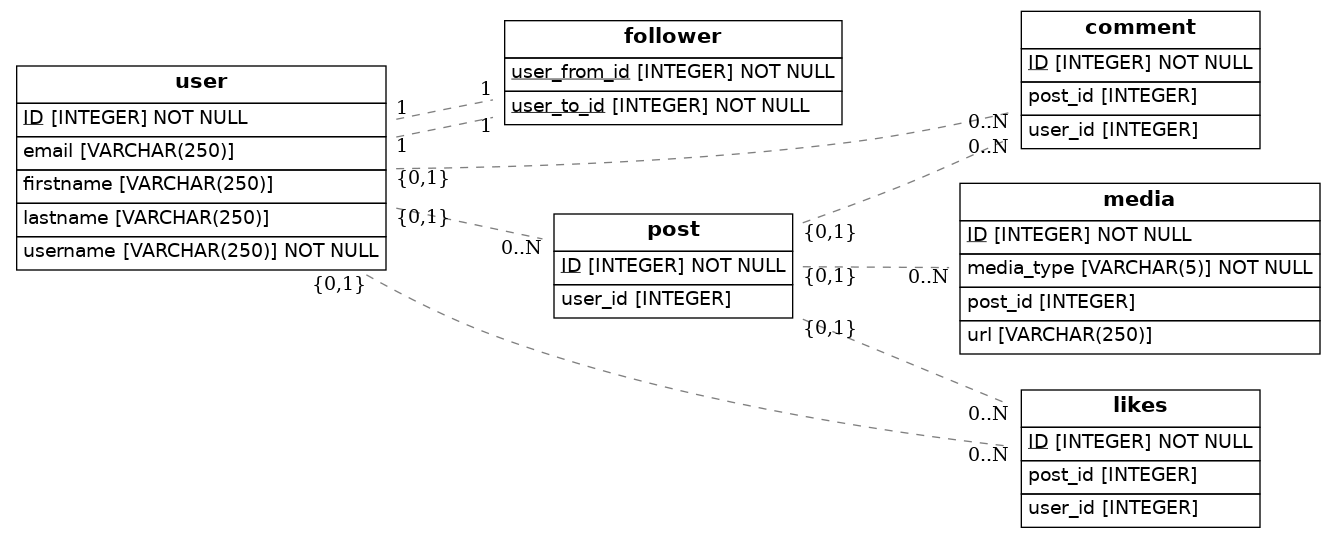 user
ID [INTEGER] NOT NULL
email [VARCHAR(250)]
firstname [VARCHAR(250)]
lastname [VARCHAR(250)]
username [VARCHAR(250)] NOT NULL
follower
user_from_id [INTEGER] NOT NULL
user_to_id [INTEGER] NOT NULL
1
1
1
1
{0,1}
0..N
{0,1}
0..N
{0,1}
0..N
post
ID [INTEGER] NOT NULL
user_id [INTEGER]
{0,1}
0..N
{0,1}
0..N
{0,1}
0..N
comment
ID [INTEGER] NOT NULL
post_id [INTEGER]
user_id [INTEGER]
media
ID [INTEGER] NOT NULL
media_type [VARCHAR(5)] NOT NULL
post_id [INTEGER]
url [VARCHAR(250)]
likes
ID [INTEGER] NOT NULL
post_id [INTEGER]
user_id [INTEGER]